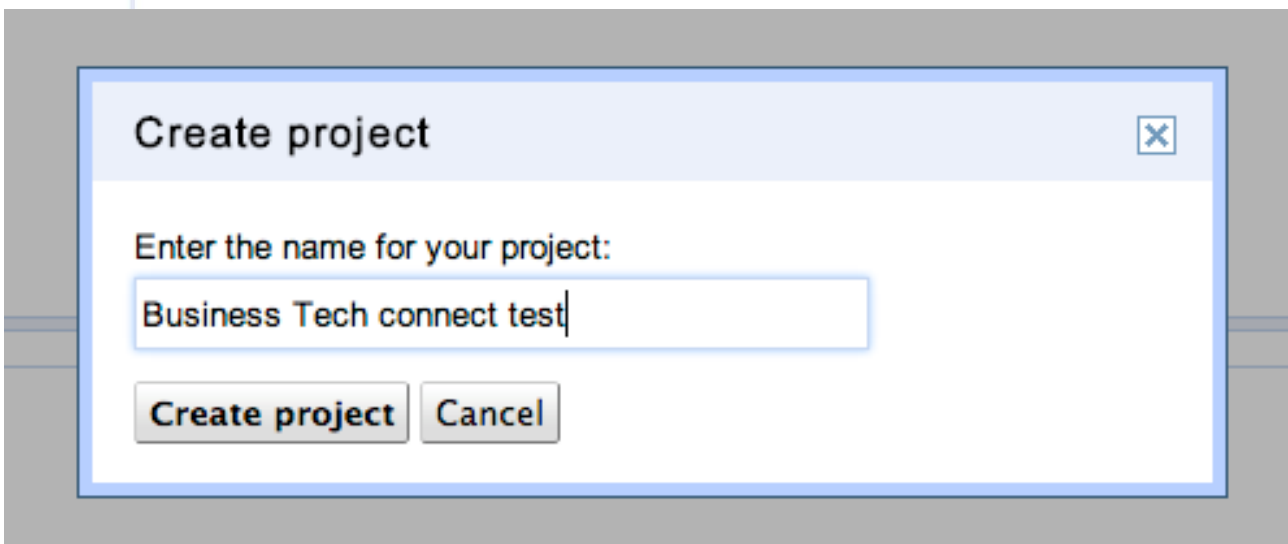 Create project
Enter the name for your project:
Business Tech connect test
Create project Cancel